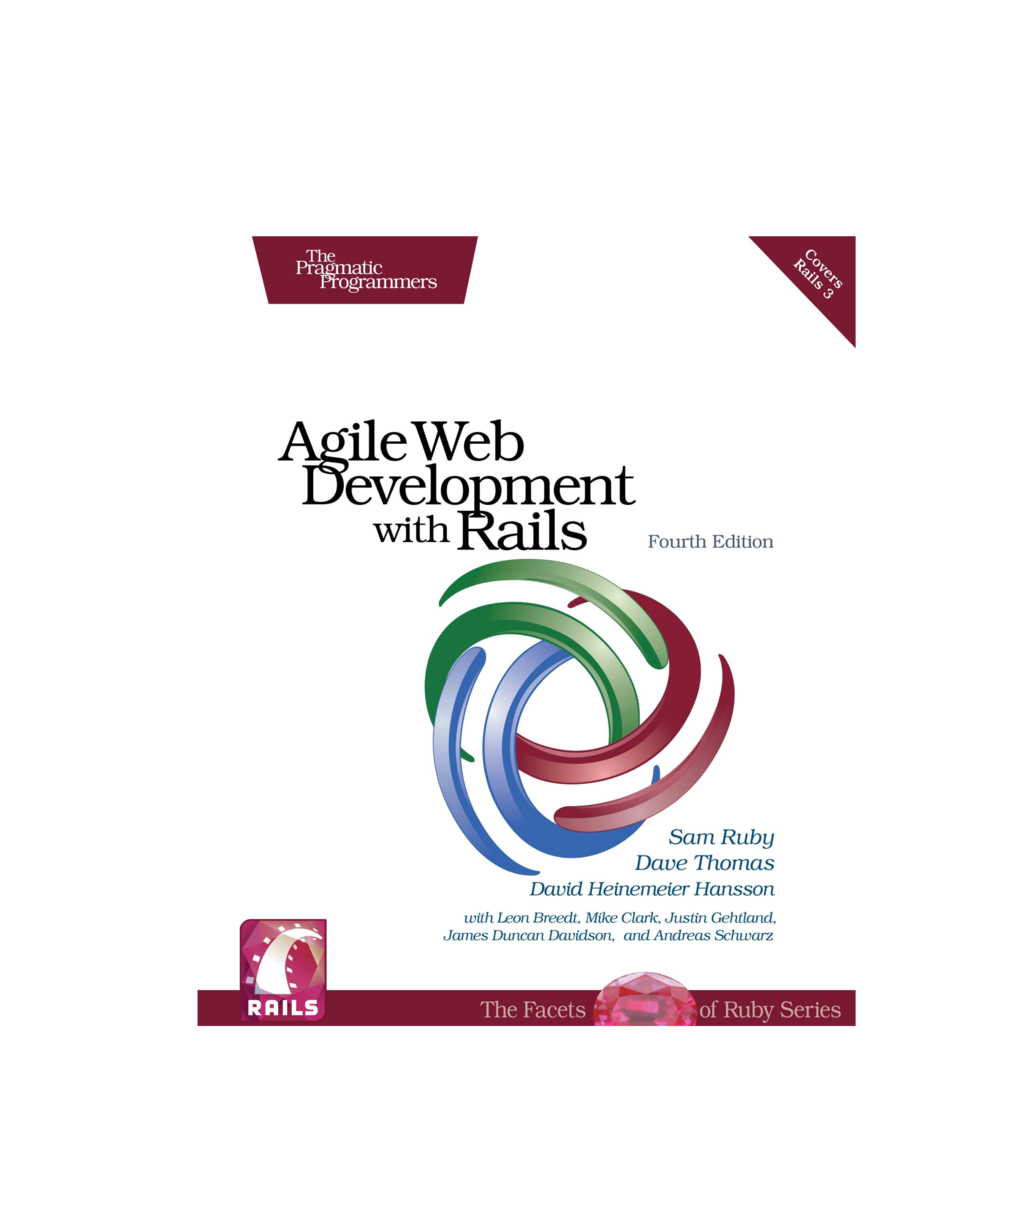 The
Pragmatic
Programmers
Covers
Rails 3
Agile Web
Development
with Rails
Fourth Edition
Sam Ruby
Dave Thomas
David Heinemeier Hansson
with Leon Breedt, Mike Clark, Justin Gehtland,
James Duncan Davidson, and Andreas Schwarz
RAILS
The Facets of Ruby Series